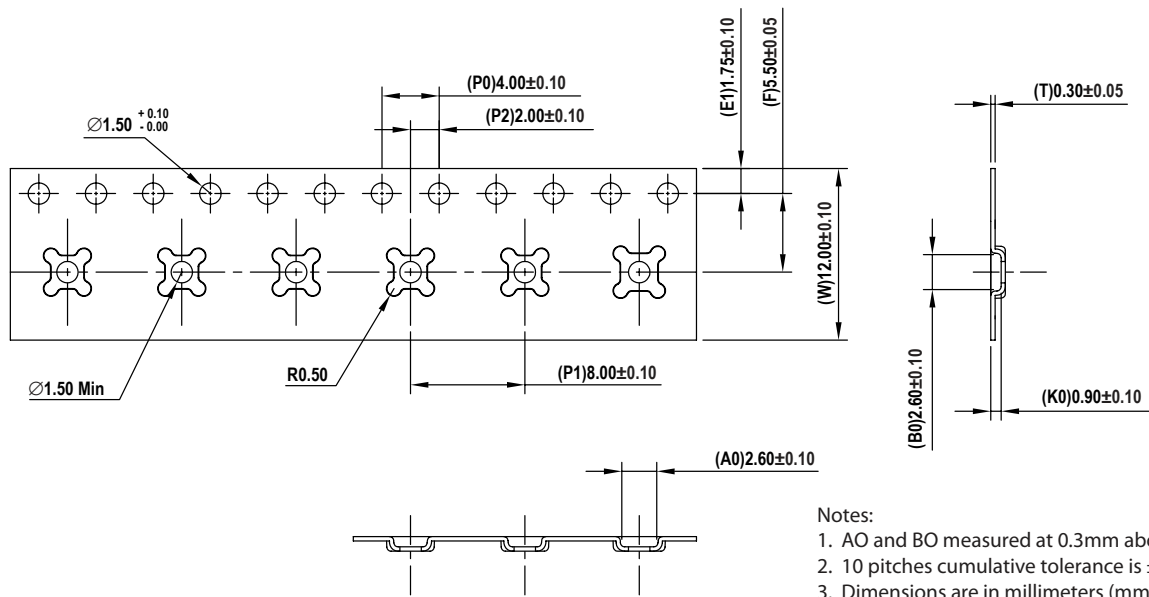 (E1)1.75±0.10
(F)5.50±0.05
(P0)4.00±0.10
(P2)2.00±0.10
∅1.50 +0.10 -0.00
(T)0.30±0.05
(W)12.00±0.10
∅1.50 Min
R0.50
(P1)8.00±0.10
(B0)2.60±0.10
(K0)0.90±0.10
(A0)2.60±0.10
Notes:
1. AO and BO measured at 0.3mm
2. 10 pitches cumulative tolerance is
3. Dimensions are in millimeters (mm